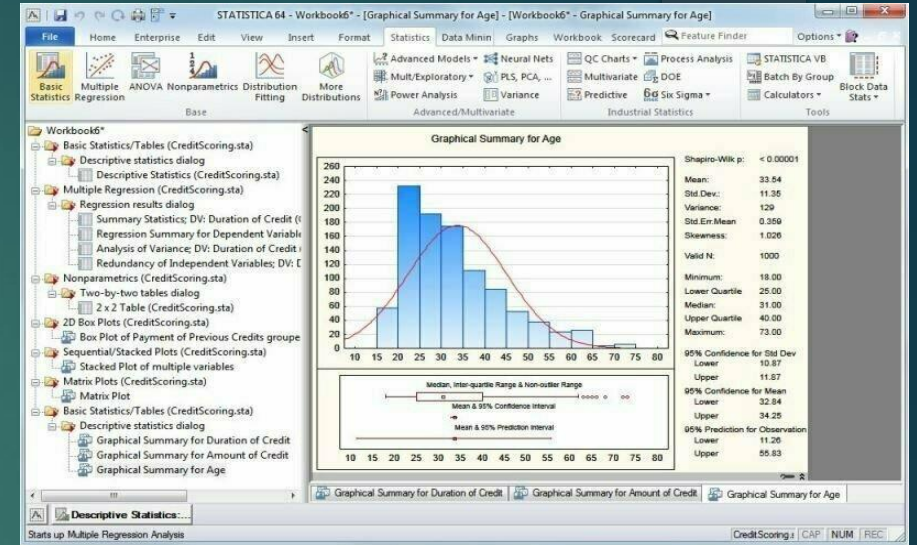 STATISTICA 64 - Workbook6* - [Graphical Summary for Age] - [Workbook6* - Graphical Summary for Age]
File Home Enterprise Edit View Insert Format Statistics Data Minin Graphs Workbook Scorecard Feature Finder Options
Basic Statistics
Multiple Regression
ANOVA
Nonparametrics
Distribution Fitting
More Distributions
Base
Advanced Models Neural Nets
Mult/Exploratory PLS, PCA, ...
Power Analysis Variance
Advanced/Multivariate
QC Charts Process Analysis
Multivariate DOE
Predictive 6σ Six Sigma
Industrial Statistics
STATISTICA VB
Batch By Group
Calculators
Block Data Stats
Tools
Workbook6*
Basic Statistics/Tables (CreditScoring.sta)
Descriptive statistics dialog
Descriptive Statistics (CreditScoring.sta)
Multiple Regression (CreditScoring.sta)
Regression results dialog
Summary Statistics; DV: Duration of Credit (
Regression Summary for Dependent Variable
Analysis of Variance; DV: Duration of Credit
Redundancy of Independent Variables; DV: D
Nonparametrics (CreditScoring.sta)
Two-by-two tables dialog
2 x 2 Table (CreditScoring.sta)
2D Box Plots (CreditScoring.sta)
Box Plot of Payment of Previous Credits groupe
Sequential/Stacked Plots (CreditScoring.sta)
Stacked Plot of multiple variables
Matrix Plots (CreditScoring.sta)
Matrix Plot
Basic Statistics/Tables (CreditScoring.sta)
Descriptive statistics dialog
Graphical Summary for Duration of Credit
Graphical Summary for Amount of Credit
Graphical Summary for Age
Graphical Summary for Age
260
240
220
200
180
160
140
120
100
80
60
40
20
0
10 15 20 25 30 35 40 45 50 55 60 65 70 75 80
Median, Inter-quartile Range & Non-outlier Range
Mean & 95% Confidence Interval
Mean & 95% Prediction Interval
10 15 20 25 30 35 40 45 50 55 60 65 70 75 80
Shapiro-Wilk p: < 0.00001
Mean: 33.54
Std.Dev.: 11.35
Variance: 129
Std.Err.Mean 0.359
Skewness: 1.026
Valid N: 1000
Minimum: 18.00
Lower Quartile 25.00
Median: 31.00
Upper Quartile 40.00
Maximum: 73.00
95% Confidence for Std Dev
Lower 10.87
Upper 11.87
95% Confidence for Mean
Lower 32.84
Upper 34.25
95% Prediction for Observation
Lower 11.26
Upper 55.83
Graphical Summary for Duration of Credit Graphical Summary for Amount of Credit Graphical Summary for Age
Descriptive Statistics:...
Starts up Multiple Regression Analysis
CreditScoring.s CAP NUM REC